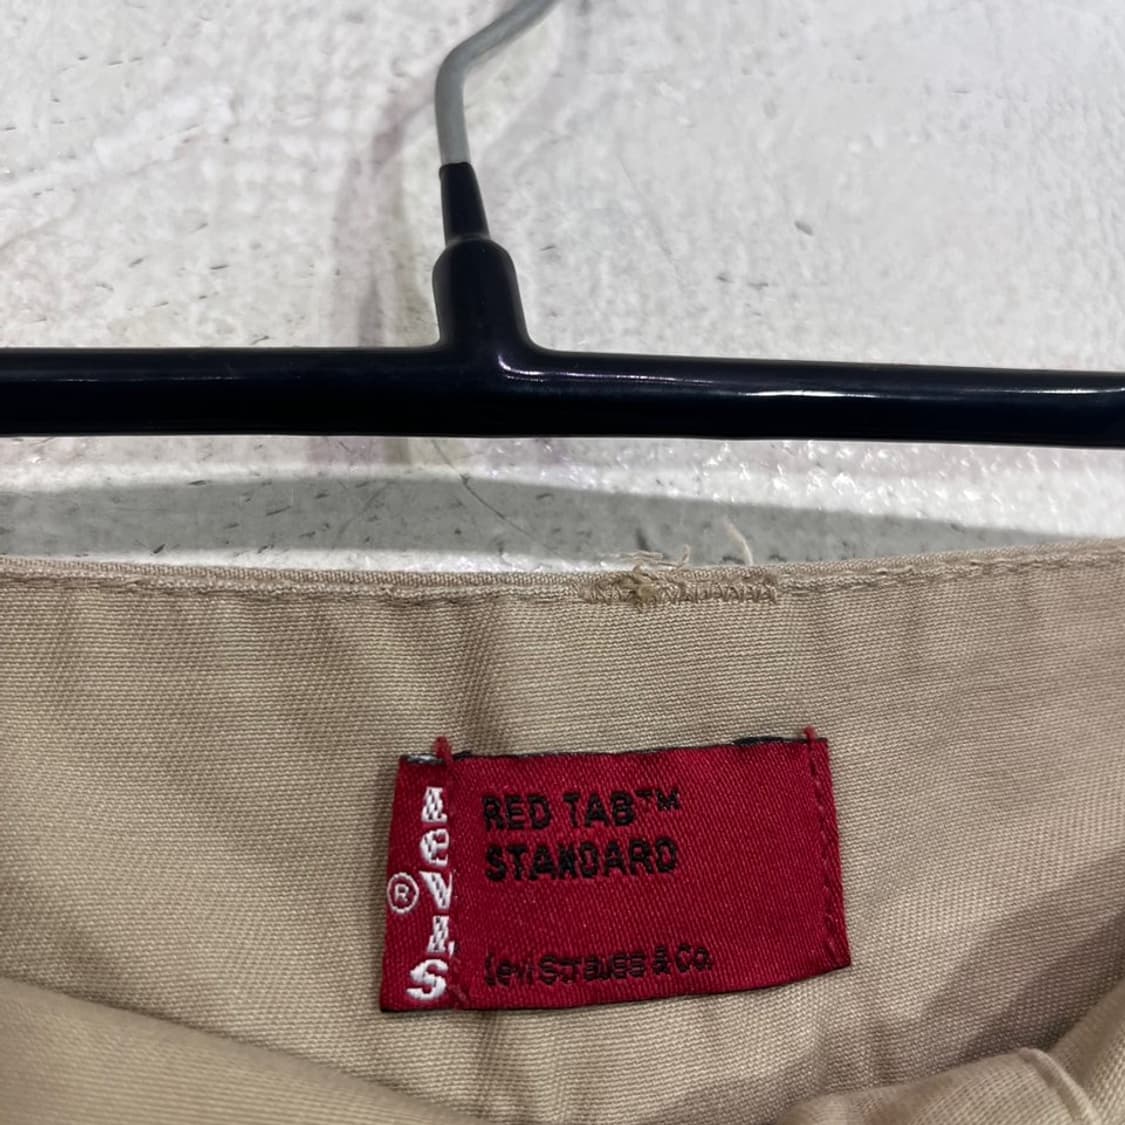 LEVI'S
®
RED TAB™
STANDARD
Levi Strauss & Co.